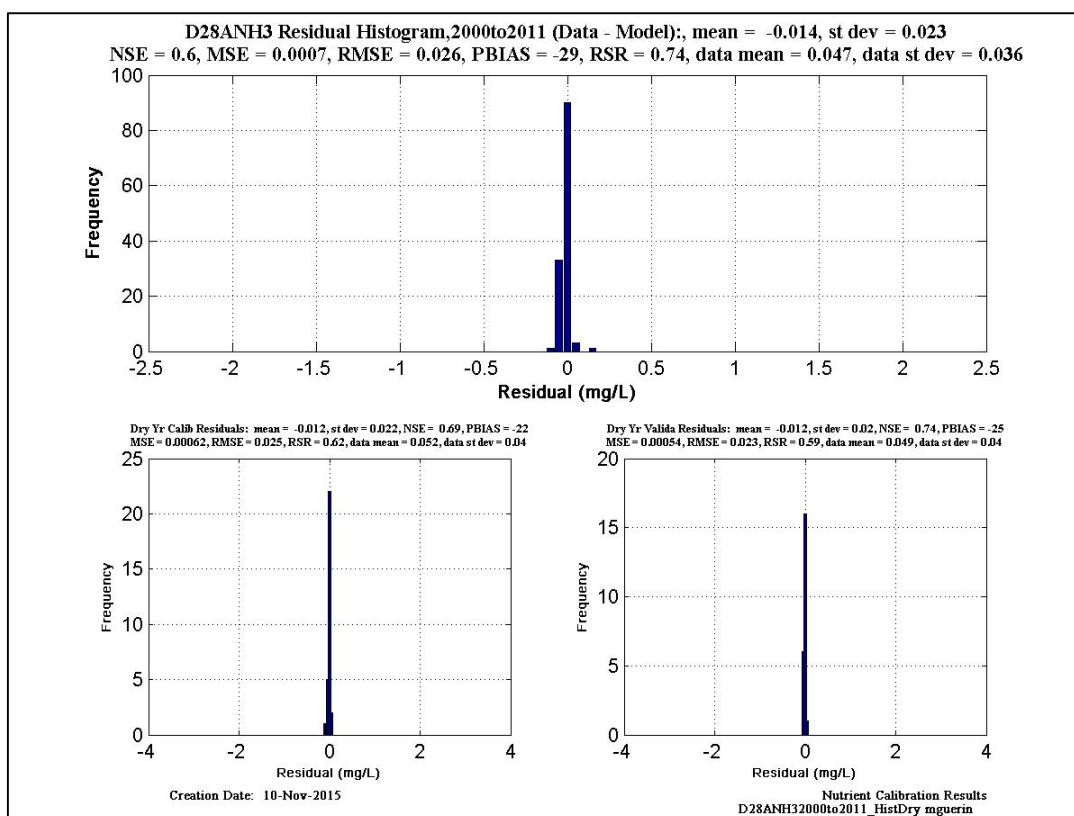 D28ANH3 Residual Histogram,2000to2011 (Data - Model):, mean = -0.014, st dev = 0.023
NSE = 0.6, MSE = 0.0007, RMSE = 0.026, PBIAS = -29, RSR = 0.74, data mean = 0.047, data st dev = 0.036
100
80
60
40
20
0
Frequency
-2.5 -2 -1.5 -1 -0.5 0 0.5 1 1.5 2 2.5
Residual (mg/L)
Dry Yr Calib Residuals: mean = -0.012, st dev = 0.022, NSE = 0.69, PBIAS = -22
MSE = 0.00062, RMSE = 0.025, RSR = 0.62, data mean = 0.052, data st dev = 0.04
25
20
15
10
5
0
Frequency
-4 -2 0 2 4
Residual (mg/L)
Dry Yr Valida Residuals: mean = -0.012, st dev = 0.02, NSE = 0.74, PBIAS = -25
MSE = 0.00054, RMSE = 0.023, RSR = 0.59, data mean = 0.049, data st dev = 0.04
20
15
10
5
0
Frequency
-4 -2 0 2 4
Residual (mg/L)
Creation Date: 10-Nov-2015
Nutrient Calibration Results
D28ANH32000to2011_HistDry mguerin